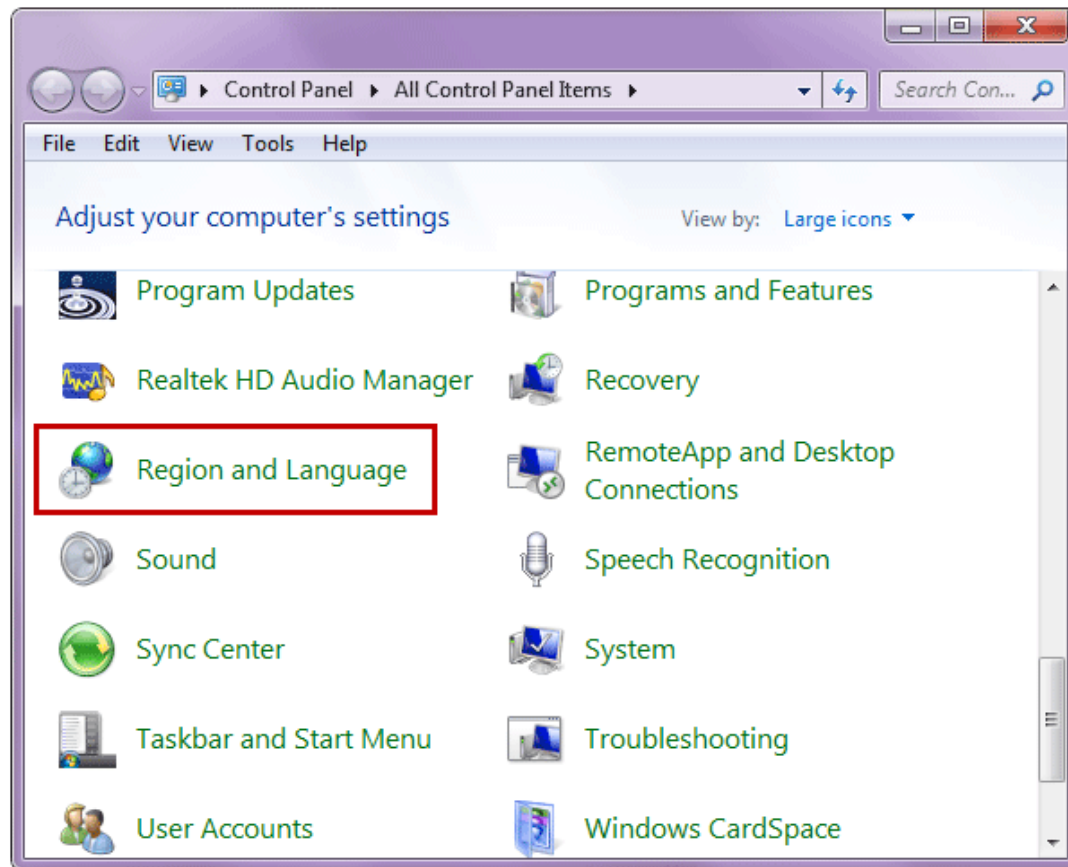 Control Panel All Control Panel Items
Search Con...
File Edit View Tools Help
Adjust your computer's settings
View by: Large icons
Program Updates
Programs and Features
Realtek HD Audio Manager
Recovery
Region and Language
RemoteApp and Desktop
Connections
Sound
Speech Recognition
Sync Center
System
Taskbar and Start Menu
Troubleshooting
User Accounts
Windows CardSpace